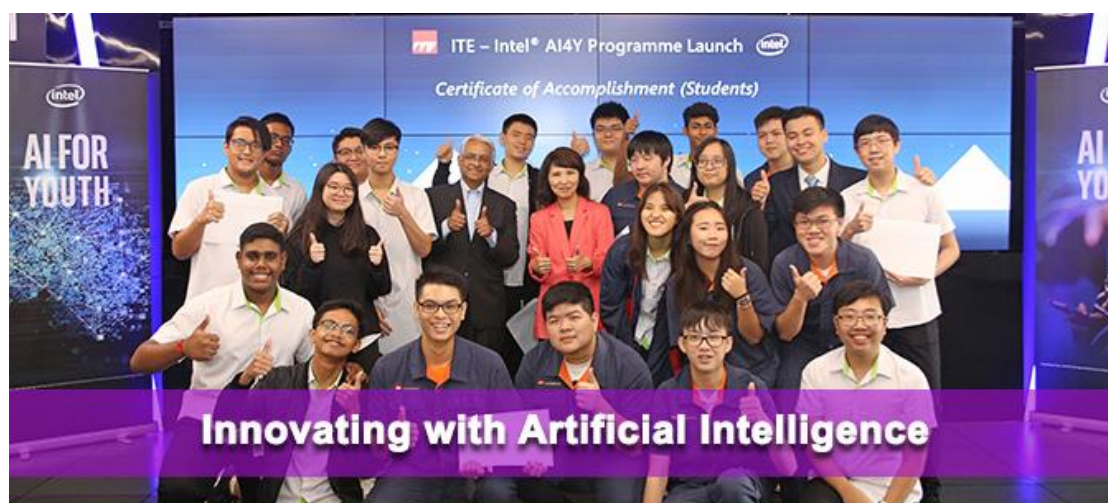 ITE – Intel® AI4Y Programme Launch intel
Certificate of Accomplishment (Students)
intel
AI FOR
YOUTH
AI
YO
Innovating with Artificial Intelligence